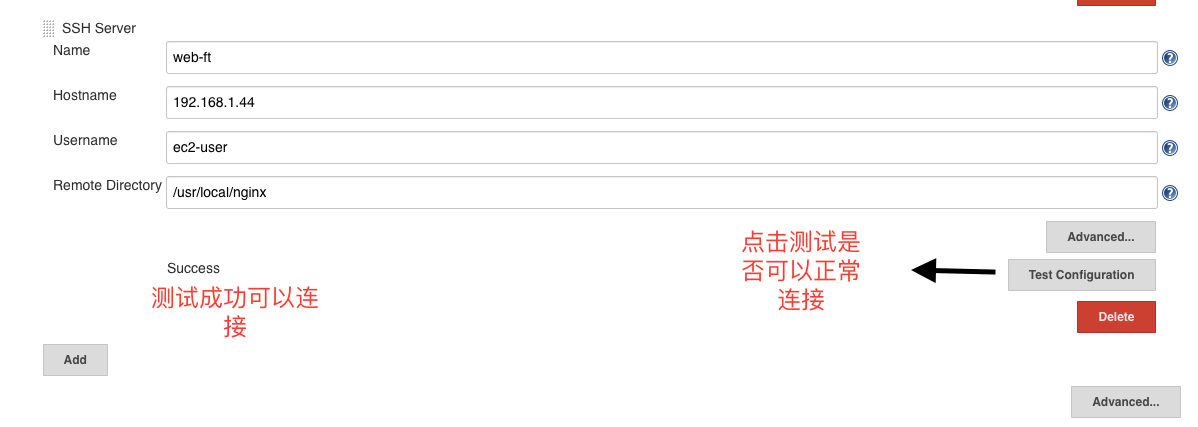 SSH Server
Name
web-ft
Hostname
192.168.1.44
Username
ec2-user
Remote Directory
/usr/local/nginx
Advanced...
点击测试是
否可以正常
连接
Success
Test Configuration
测试成功可以连
接
Delete
Add
Advanced...